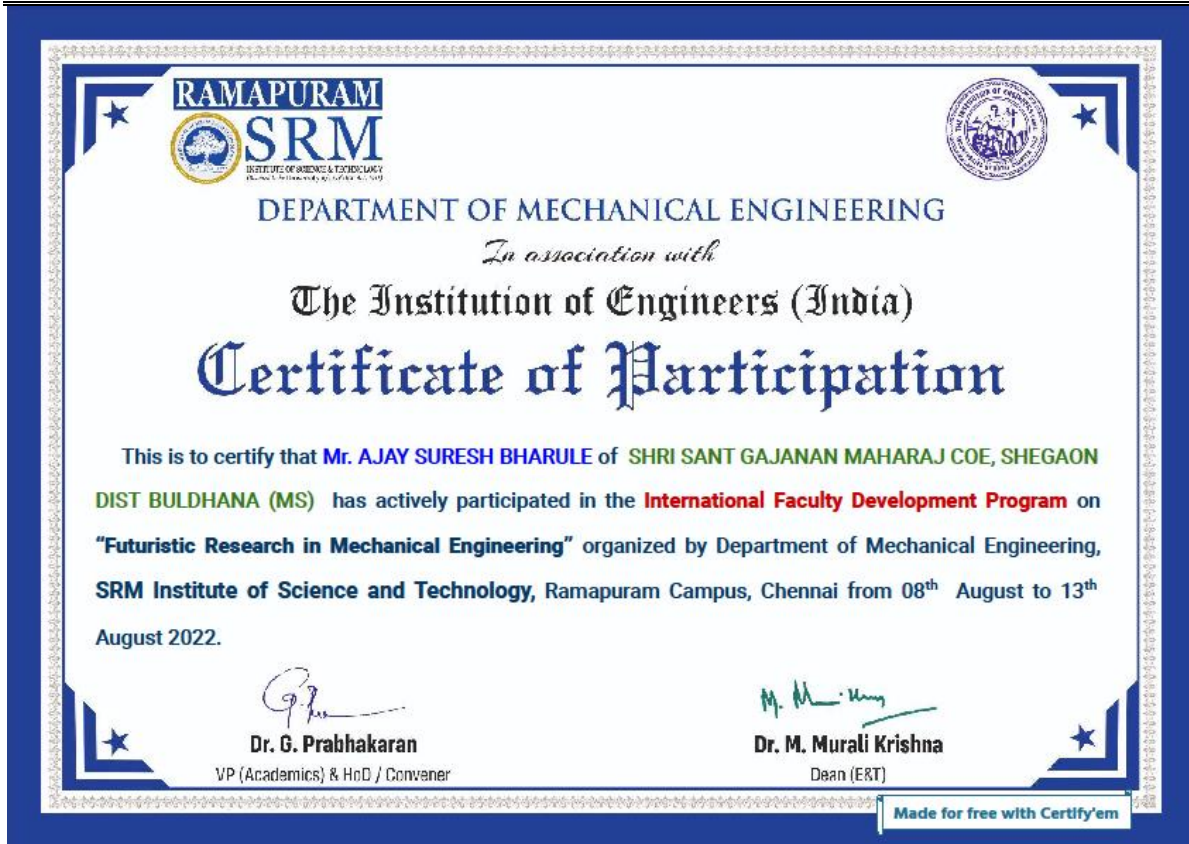 RAMAPURAM
SRM
INSTITUTE OF SCIENCE & TECHNOLOGY
DEPARTMENT OF MECHANICAL ENGINEERING
In association with
The Institution of Engineers (India)
Certificate of Participation
This is to certify that Mr. AJAY SURESH BHARULE of SHRI SANT GAJANAN MAHARAJ COE, SHEGAON
DIST BULDHANA (MS) has actively participated in the International Faculty Development Program on
“Futuristic Research in Mechanical Engineering” organized by Department of Mechanical Engineering,
SRM Institute of Science and Technology, Ramapuram Campus, Chennai from 08th August to 13th
August 2022.
Dr. G. Prabhakaran
VP (Academics) & HoD / Convener
Dr. M. Murali Krishna
Dean (E&T)
Made for free with Certify'em